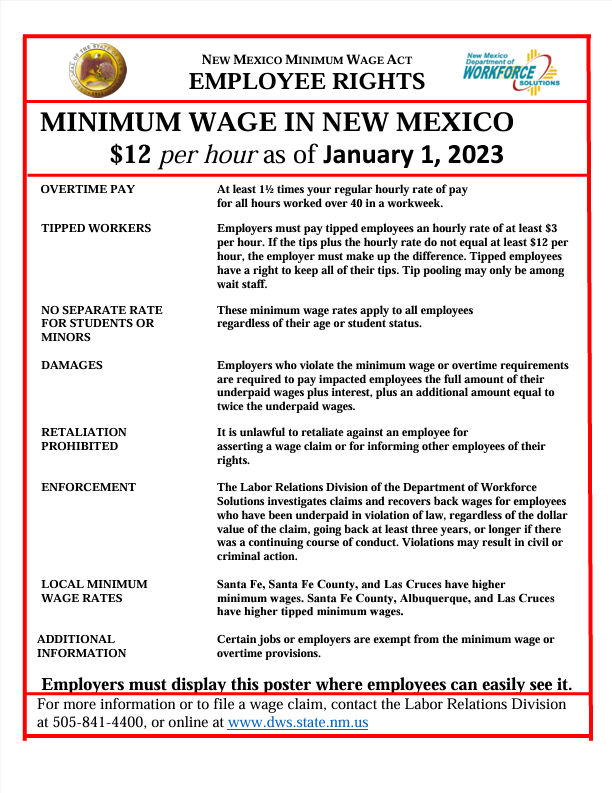 NEW MEXICO MINIMUM WAGE ACT
EMPLOYEE RIGHTS
New Mexico
Department of
WORKFORCE
SOLUTIONS
MINIMUM WAGE IN NEW MEXICO
$12 per hour as of January 1, 2023
OVERTIME PAY
At least 1½ times your regular hourly rate of pay
for all hours worked over 40 in a workweek.
TIPPED WORKERS
Employers must pay tipped employees an hourly rate of at least $3
per hour. If the tips plus the hourly rate do not equal at least $12 per
hour, the employer must make up the difference. Tipped employees
have a right to keep all of their tips. Tip pooling may only be among
wait staff.
NO SEPARATE RATE
FOR STUDENTS OR
MINORS
These minimum wage rates apply to all employees
regardless of their age or student status.
DAMAGES
Employers who violate the minimum wage or overtime requirements
are required to pay impacted employees the full amount of their
underpaid wages plus interest, plus an additional amount equal to
twice the underpaid wages.
RETALIATION
PROHIBITED
It is unlawful to retaliate against an employee for
asserting a wage claim or for informing other employees of their
rights.
ENFORCEMENT
The Labor Relations Division of the Department of Workforce
Solutions investigates claims and recovers back wages for employees
who have been underpaid in violation of law, regardless of the dollar
value of the claim, going back at least three years, or longer if there
was a continuing course of conduct. Violations may result in civil or
criminal action.
LOCAL MINIMUM
WAGE RATES
Santa Fe, Santa Fe County, and Las Cruces have higher
minimum wages. Santa Fe County, Albuquerque, and Las Cruces
have higher tipped minimum wages.
ADDITIONAL
INFORMATION
Certain jobs or employers are exempt from the minimum wage or
overtime provisions.
Employers must display this poster where employees can easily see it.
For more information or to file a wage claim, contact the Labor Relations Division
at 505-841-4400, or online at www.dws.state.nm.us